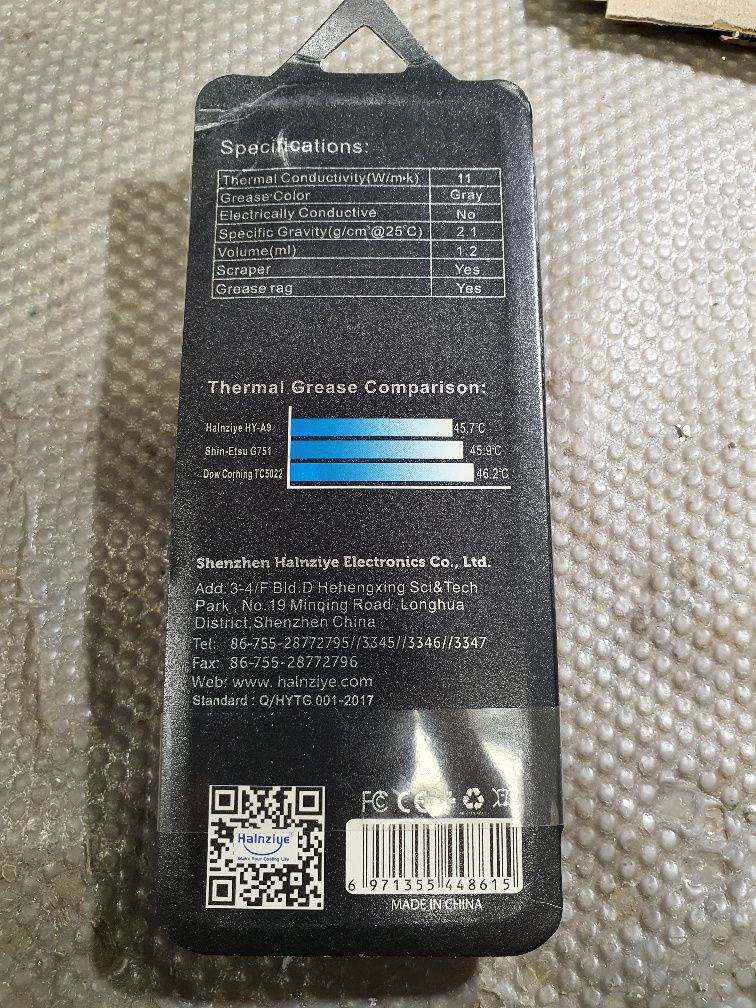 Specifications:
Thermal Conductivity(W/m·k) 11
Grease Color Gray
Electrically Conductive No
Specific Gravity(g/cm³@25℃) 2.1
Volume(ml) 1.2
Scraper Yes
Grease rag Yes
Thermal Grease Comparison:
Halnziye HY-A9 45.7℃
Shin-Etsu G751 45.9℃
Dow Corning TC5022 46.2℃
Shenzhen Halnziye Electronics Co., Ltd.
Add: 3-4/F Bld.D Hehengxing Sci&Tech
Park , No.19 Minqing Road ,Longhua
District,Shenzhen China
Tel: 86-755-28772795//3345//3346//3347
Fax: 86-755-28772796
Web: www. halnziye.com
Standard : Q/HYTG 001-2017
FC CE
Halnziye
Make Your Cooling Life
6 971355 448615
MADE IN CHINA